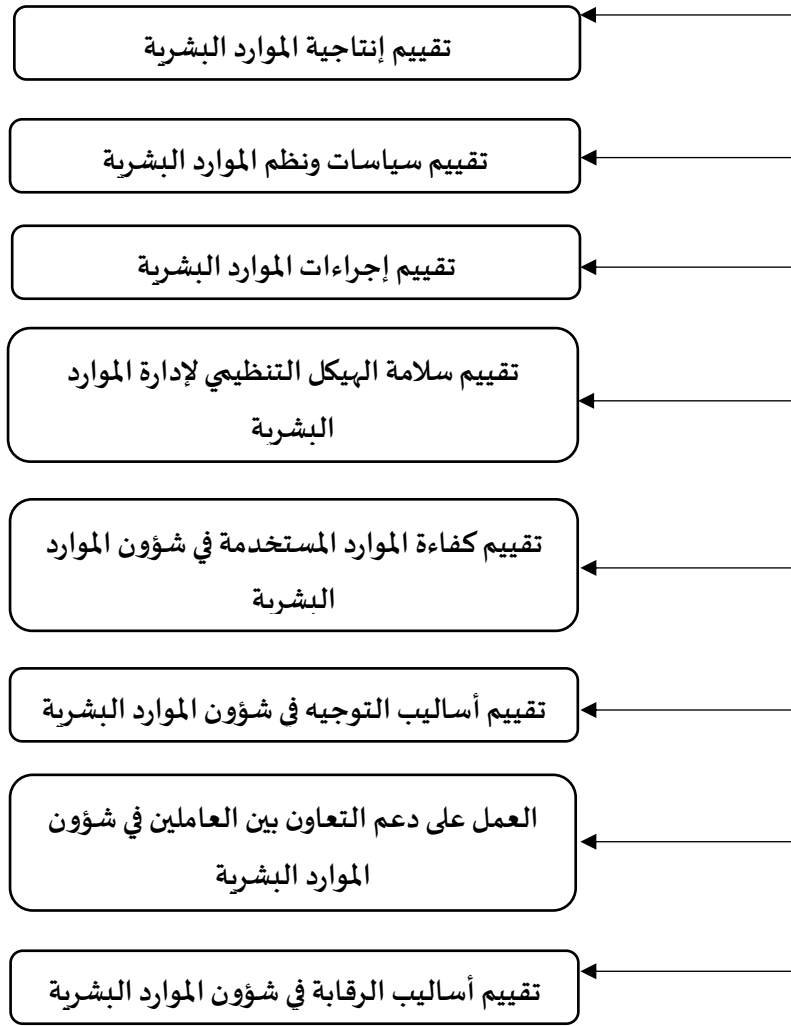 تقييم إنتاجية الموارد البشرية
تقييم سياسات ونظم الموارد البشرية
تقييم إجراءات الموارد البشرية
تقييم سلامة الهيكل التنظيمي لإدارة الموارد
البشرية
تقييم كفاءة الموارد المستخدمة في شؤون الموارد
البشرية
تقييم أساليب التوجيه في شؤون الموارد البشرية
العمل على دعم التعاون بين العاملين في شؤون
الموارد البشرية
تقييم أساليب الرقابة في شؤون الموارد البشرية